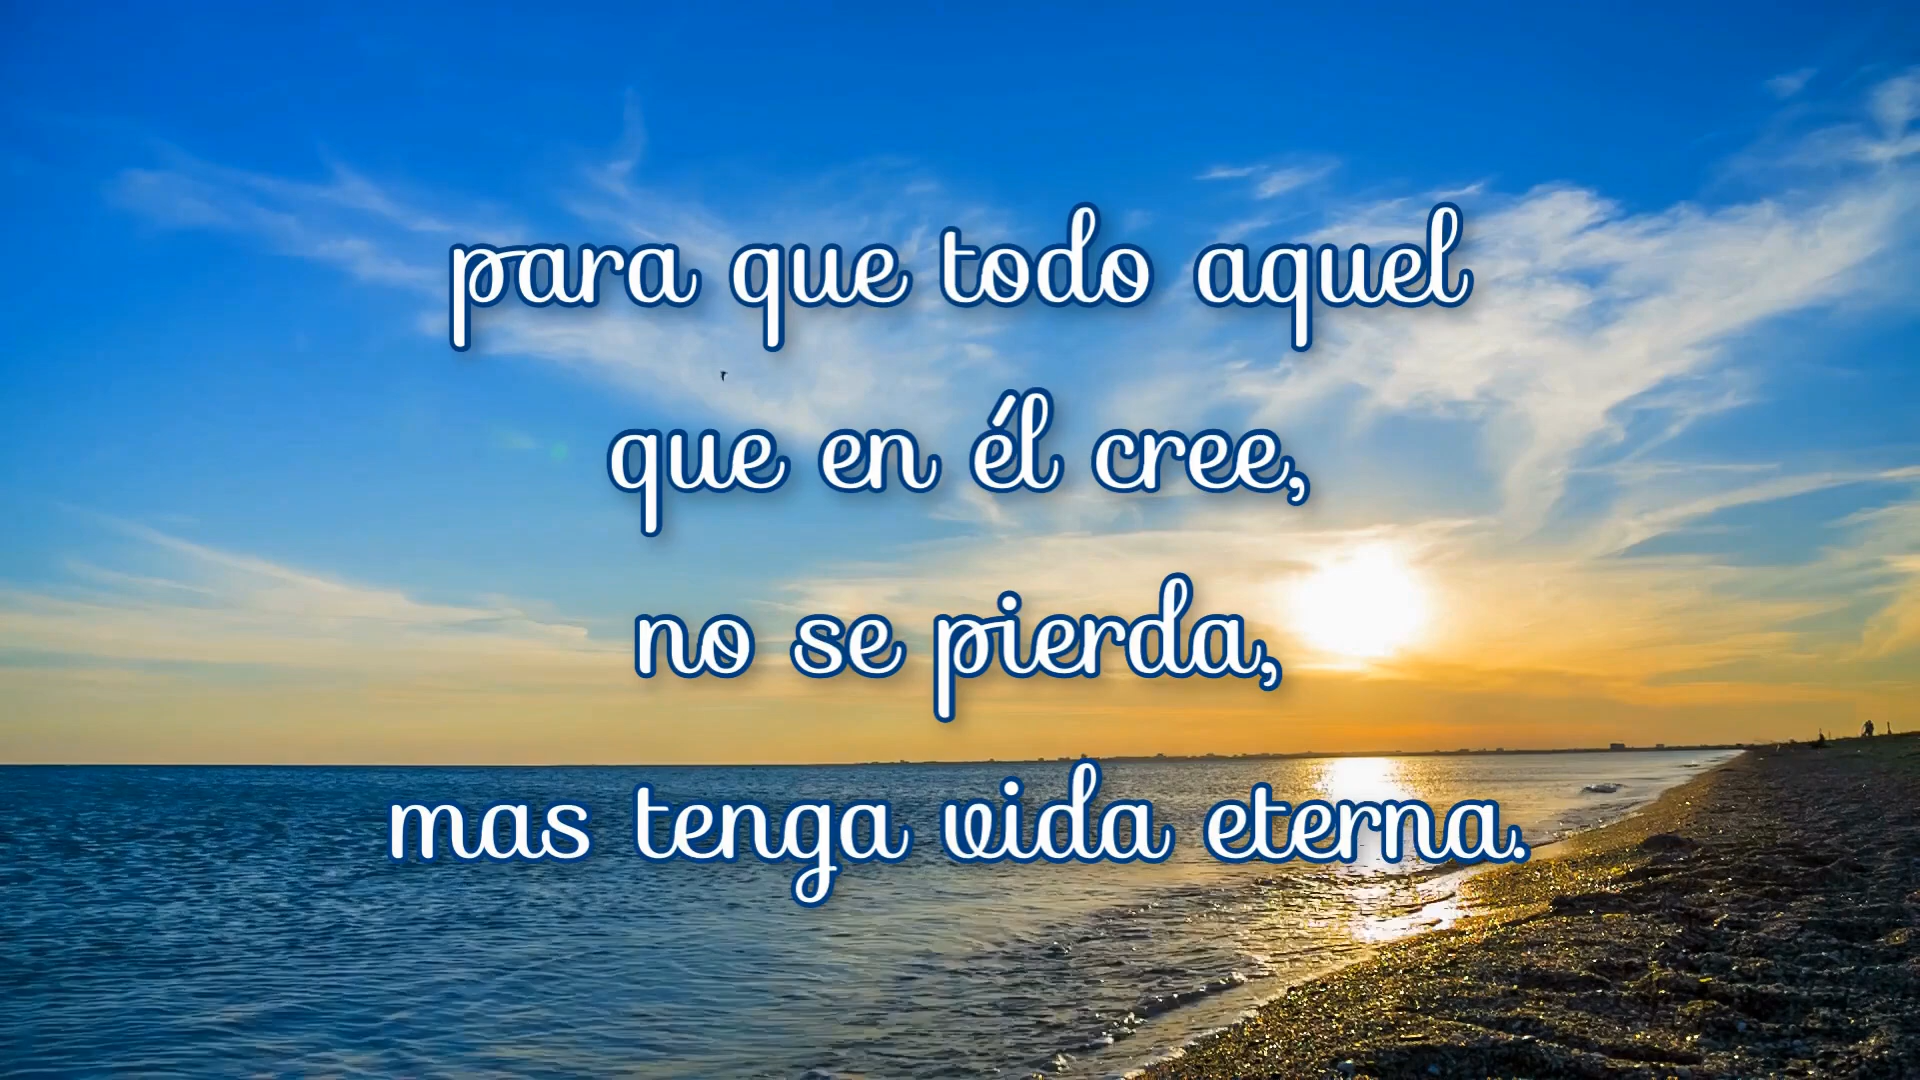 para que todo aquel
que en él cree,
no se pierda,
mas tenga vida eterna.